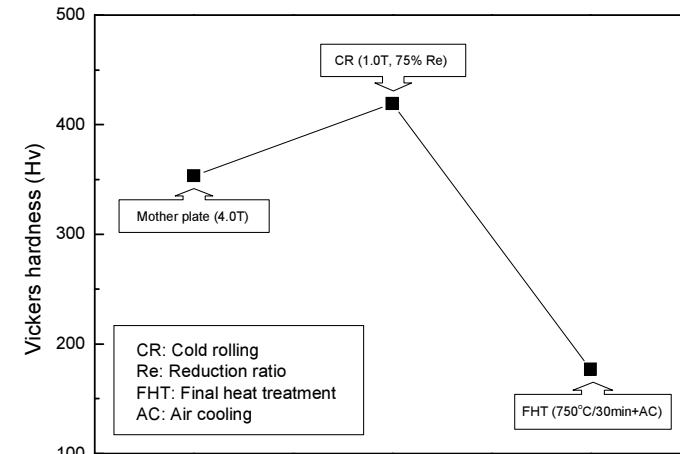 500
CR (1.0T, 75% Re)
400
Mother plate (4.0T)
300
Vickers hardness (Hv)
CR: Cold rolling
Re: Reduction ratio
FHT: Final heat treatment
AC: Air cooling
200
FHT (750°C/30min+AC)
100